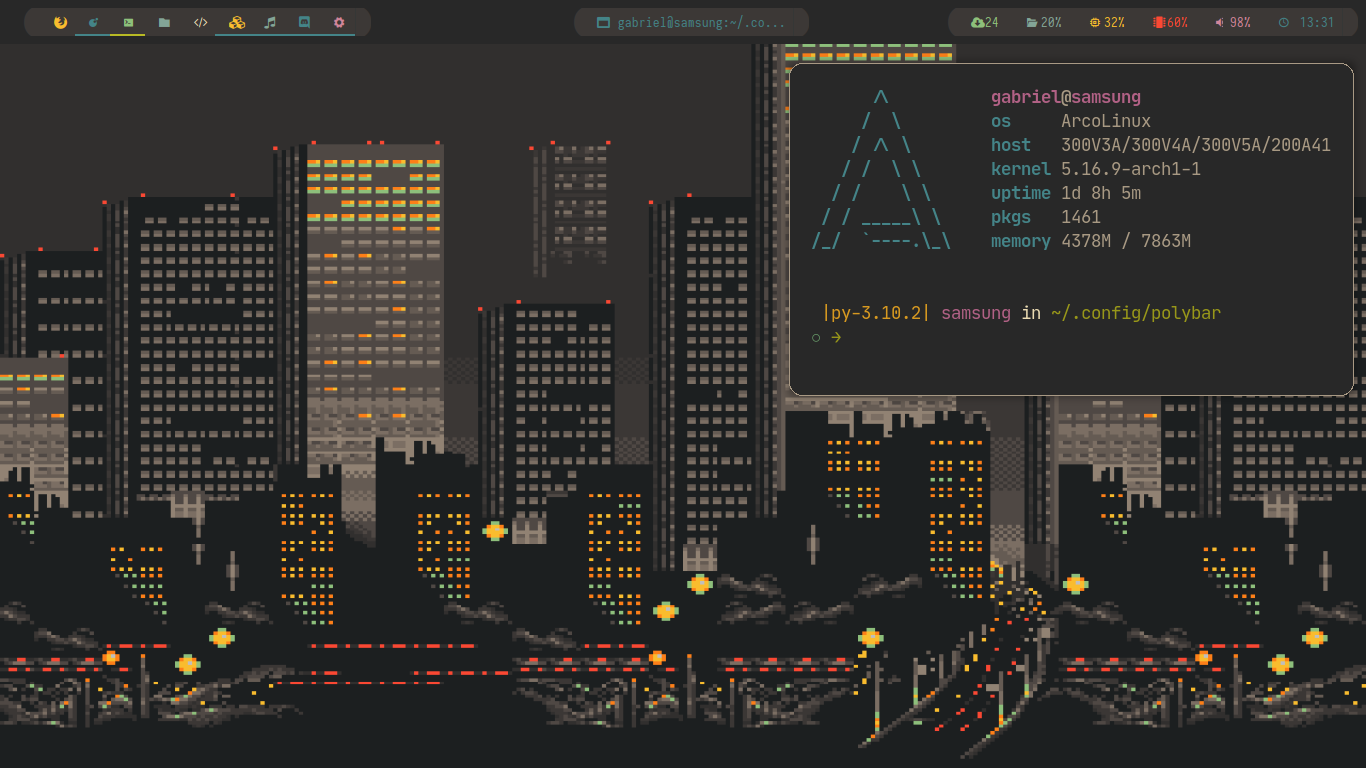 gabriel@samsung:~/.co...
24 20% 32% 60% 98% 13:31
gabriel@samsung
os ArcoLinux
host 300V3A/300V4A/300V5A/200A41
kernel 5.16.9-arch1-1
uptime 1d 8h 5m
pkgs 1461
memory 4378M / 7863M
|py-3.10.2| samsung in ~/.config/polybar
○ →